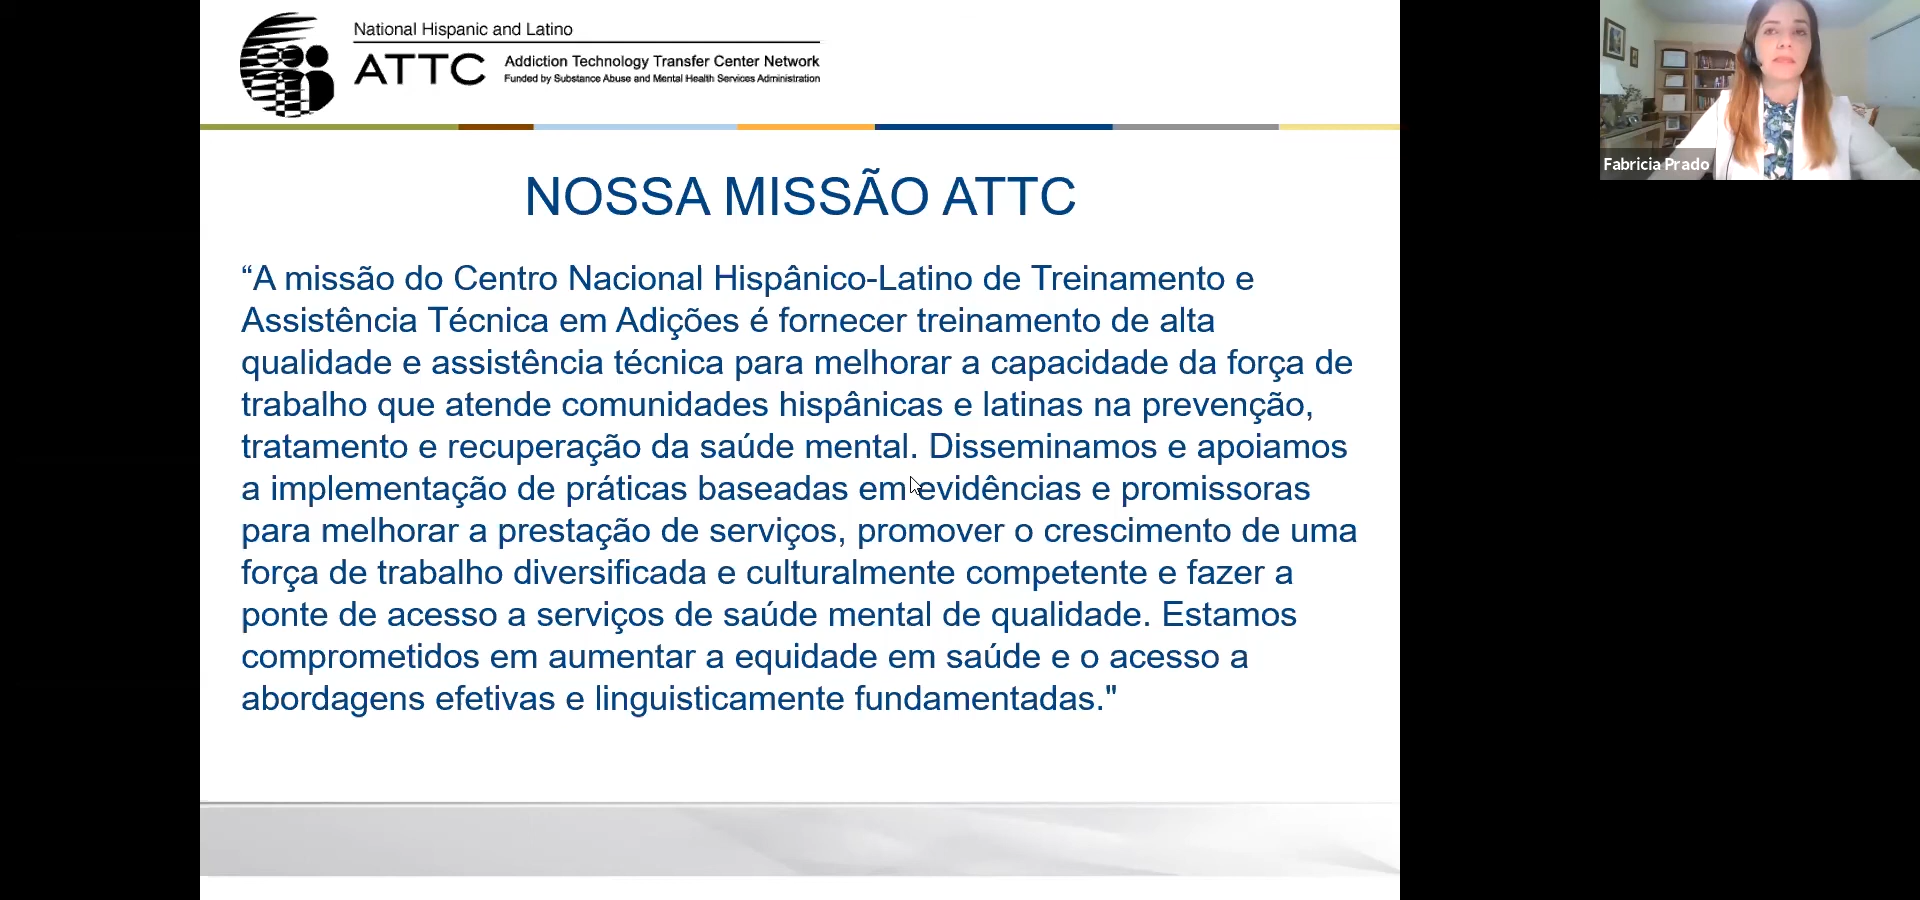 National Hispanic and Latino
ATTC
Addiction Technology Transfer Center Network
Funded by Substance Abuse and Mental Health Services Administration
Fabricia Prado
NOSSA MISSÃO ATTC
“A missão do Centro Nacional Hispânico-Latino de Treinamento e
Assistência Técnica em Adições é fornecer treinamento de alta
qualidade e assistência técnica para melhorar a capacidade da força de
trabalho que atende comunidades hispânicas e latinas na prevenção,
tratamento e recuperação da saúde mental. Disseminamos e apoiamos
a implementação de práticas baseadas em evidências e promissoras
para melhorar a prestação de serviços, promover o crescimento de uma
força de trabalho diversificada e culturalmente competente e fazer a
ponte de acesso a serviços de saúde mental de qualidade. Estamos
comprometidos em aumentar a equidade em saúde e o acesso a
abordagens efetivas e linguisticamente fundamentadas."